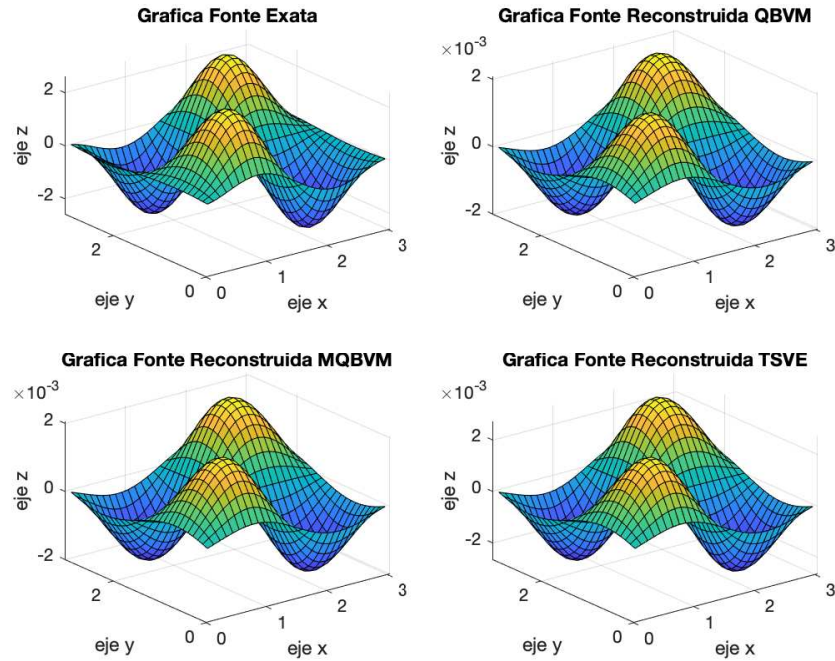 Grafica Fonte Exata
2
0
-2
eje z
2
0
eje y
0
1
2
3
eje x
Grafica Fonte Reconstruida QBVM
×10⁻³
2
0
-2
eje z
2
0
eje y
0
1
2
3
eje x
Grafica Fonte Reconstruida MQBVM
×10⁻³
2
0
-2
eje z
2
0
eje y
0
1
2
3
eje x
Grafica Fonte Reconstruida TSVE
×10⁻³
2
0
-2
eje z
2
0
eje y
0
1
2
3
eje x